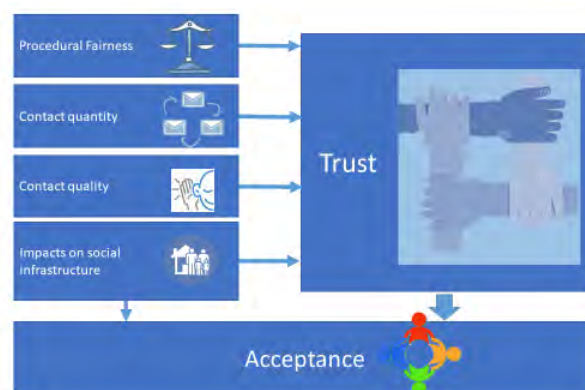 Procedural Fairness
Contact quantity
Contact quality
Impacts on social
infrastructure
Trust
Acceptance